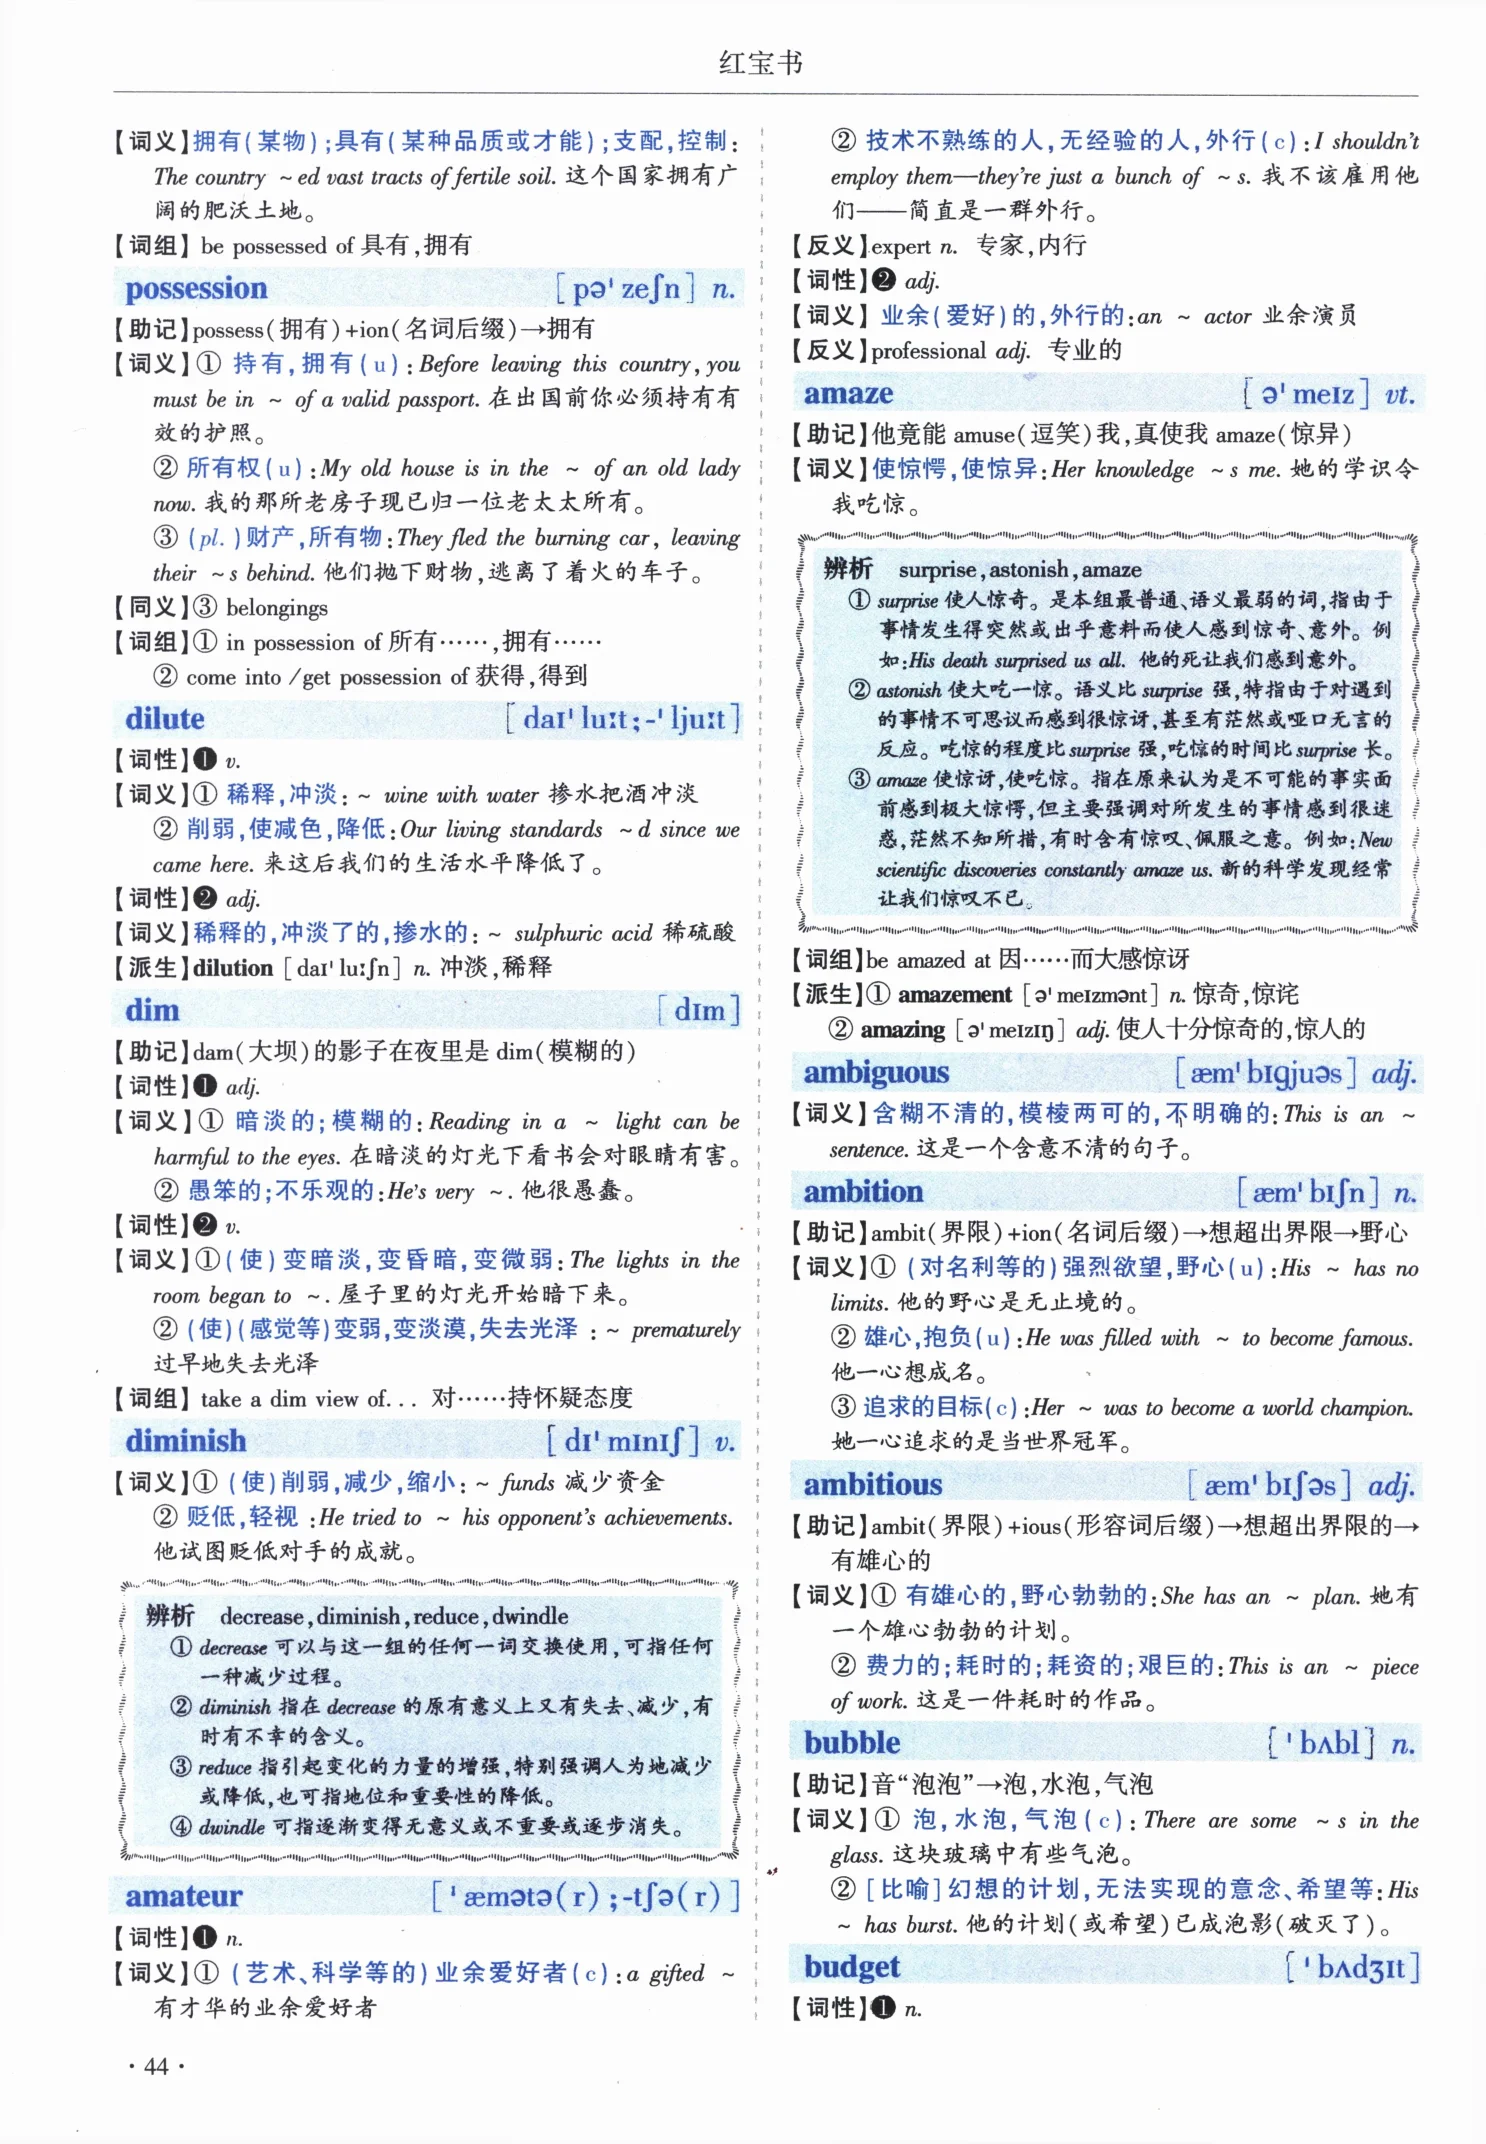 红宝书
【词义】拥有(某物);具有(某种品质或才能);支配,控制:
The country ~ed vast tracts of fertile soil. 这个国家拥有广
阔的肥沃土地。
【词组】 be possessed of 具有,拥有
possession [pə'zeʃn] n.
【助记】possess(拥有)+ion(名词后缀)→拥有
【词义】① 持有,拥有(u):Before leaving this country, you
must be in ~ of a valid passport. 在出国前你必须持有有
效的护照。
② 所有权(u):My old house is in the ~ of an old lady
now. 我的那所老房子现已归一位老太太所有。
③ (pl.)财产,所有物:They fled the burning car, leaving
their ~s behind. 他们抛下财物,逃离了着火的车子。
【同义】③ belongings
【词组】① in possession of 所有……,拥有……
② come into /get possession of 获得,得到
dilute [daɪ'luːt;-'ljuːt]
【词性】❶ v.
【词义】① 稀释,冲淡: ~ wine with water 掺水把酒冲淡
② 削弱,使减色,降低:Our living standards ~d since we
came here. 来这后我们的生活水平降低了。
【词性】❷ adj.
【词义】稀释的,冲淡了的,掺水的: ~ sulphuric acid 稀硫酸
【派生】dilution [daɪ'luːʃn] n. 冲淡,稀释
dim [dɪm]
【助记】dam(大坝)的影子在夜里是 dim(模糊的)
【词性】❶ adj.
【词义】① 暗淡的;模糊的:Reading in a ~ light can be
harmful to the eyes. 在暗淡的灯光下看书会对眼睛有害。
② 愚笨的;不乐观的:He's very ~. 他很愚蠢。
【词性】❷ v.
【词义】①(使)变暗淡,变昏暗,变微弱:The lights in the
room began to ~. 屋子里的灯光开始暗下来。
② (使)(感觉等)变弱,变淡漠,失去光泽 : ~ prematurely
过早地失去光泽
【词组】 take a dim view of... 对……持怀疑态度
diminish [dɪ'mɪnɪʃ] v.
【词义】① (使)削弱,减少,缩小: ~ funds 减少资金
② 贬低,轻视 :He tried to ~ his opponent's achievements.
他试图贬低对手的成就。
辨析 decrease,diminish,reduce,dwindle
① decrease 可以与这一组的任何一词交换使用,可指任何
一种减少过程。
② diminish 指在 decrease 的原有意义上又有失去、减少,有
时有不幸的含义。
③ reduce 指引起变化的力量的增强,特别强调人为地减少
或降低,也可指地位和重要性的降低。
④ dwindle 可指逐渐变得无意义或不重要或逐步消失。
amateur ['æmətə(r);-tʃə(r)]
【词性】❶ n.
【词义】① (艺术、科学等的)业余爱好者(c):a gifted ~
有才华的业余爱好者
· 44 ·
② 技术不熟练的人,无经验的人,外行(c):I shouldn't
employ them—they're just a bunch of ~s. 我不该雇用他
们——简直是一群外行。
【反义】expert n. 专家,内行
【词性】❷ adj.
【词义】 业余(爱好)的,外行的:an ~ actor 业余演员
【反义】professional adj. 专业的
amaze [ə'meɪz] vt.
【助记】他竟能 amuse(逗笑)我,真使我 amaze(惊异)
【词义】使惊愕,使惊异:Her knowledge ~s me. 她的学识令
我吃惊。
辨析 surprise,astonish,amaze
① surprise 使人惊奇。是本组最普通、语义最弱的词,指由于
事情发生得突然或出乎意料而使人感到惊奇、意外。例
如:His death surprised us all. 他的死让我们感到意外。
② astonish 使大吃一惊。语义比 surprise 强,特指由于对遇到
的事情不可思议而感到很惊讶,甚至有茫然或哑口无言的
反应。吃惊的程度比 surprise 强,吃惊的时间比 surprise 长。
③ amaze 使惊讶,使吃惊。指在原来认为是不可能的事实面
前感到极大惊愕,但主要强调对所发生的事情感到很迷
惑,茫然不知所措,有时含有惊叹、佩服之意。例如:New
scientific discoveries constantly amaze us. 新的科学发现经常
让我们惊叹不已。
【词组】be amazed at 因……而大感惊讶
【派生】① amazement [ə'meɪzmənt] n. 惊奇,惊诧
② amazing [ə'meɪzɪŋ] adj. 使人十分惊奇的,惊人的
ambiguous [æm'bɪgjuəs] adj.
【词义】含糊不清的,模棱两可的,不明确的:This is an ~
sentence. 这是一个含意不清的句子。
ambition [æm'bɪʃn] n.
【助记】ambit(界限)+ion(名词后缀)→想超出界限→野心
【词义】① (对名利等的)强烈欲望,野心(u):His ~ has no
limits. 他的野心是无止境的。
② 雄心,抱负(u):He was filled with ~ to become famous.
他一心想成名。
③ 追求的目标(c):Her ~ was to become a world champion.
她一心追求的是当世界冠军。
ambitious [æm'bɪʃəs] adj.
【助记】ambit(界限)+ious(形容词后缀)→想超出界限的→
有雄心的
【词义】① 有雄心的,野心勃勃的:She has an ~ plan. 她有
一个雄心勃勃的计划。
② 费力的;耗时的;耗资的;艰巨的:This is an ~ piece
of work. 这是一件耗时的作品。
bubble ['bʌbl] n.
【助记】音“泡泡”→泡,水泡,气泡
【词义】① 泡,水泡,气泡(c): There are some ~s in the
glass. 这块玻璃中有些气泡。
② [比喻]幻想的计划,无法实现的意念、希望等:His
~ has burst. 他的计划(或希望)已成泡影(破灭了)。
budget ['bʌdʒɪt]
【词性】❶ n.